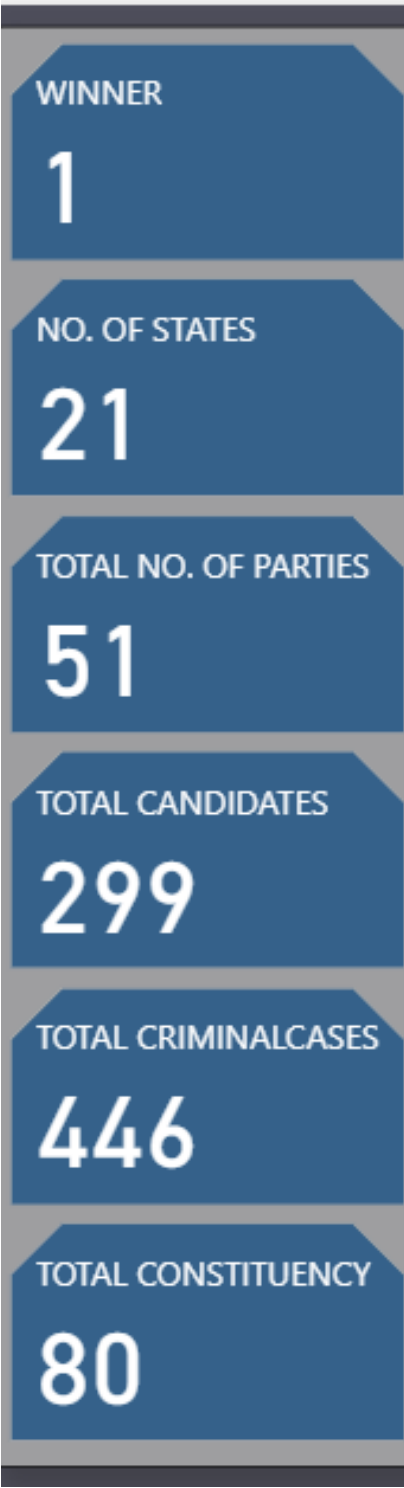 WINNER
1
NO. OF STATES
21
TOTAL NO. OF PARTIES
51
TOTAL CANDIDATES
299
TOTAL CRIMINALCASES
446
TOTAL CONSTITUENCY
80